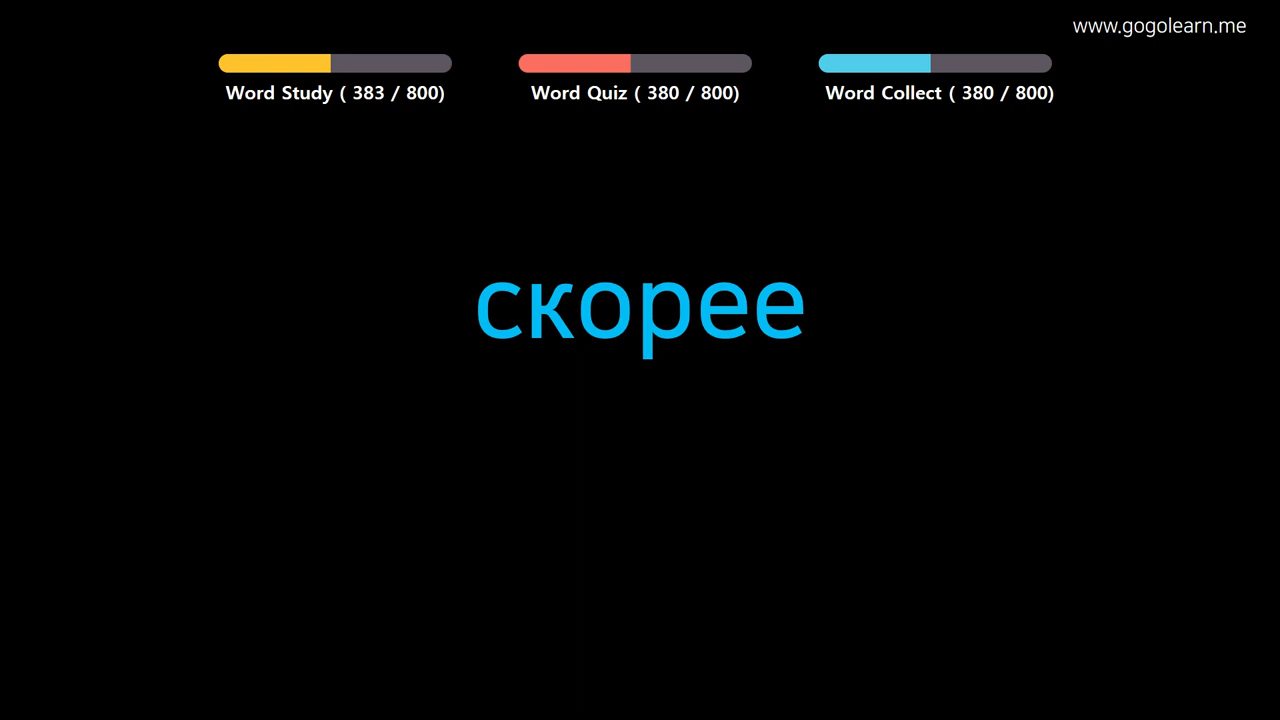 www.gogolearn.me
Word Study ( 383 / 800)
Word Quiz ( 380 / 800)
Word Collect ( 380 / 800)
скорее